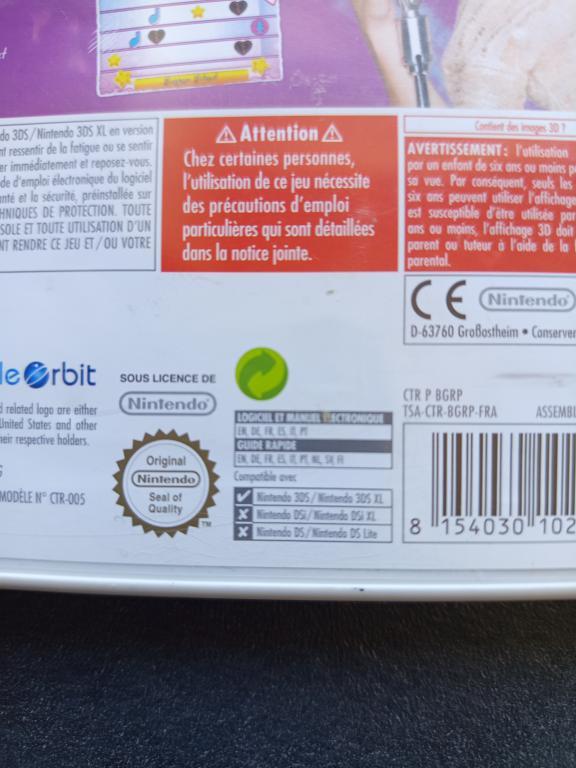 do 3DS/Nintendo 3DS XL en version
nt ressentir de la fatigue ou se sentir
er immédiatement et reposez-vous.
de d'emploi électronique du logiciel
anté et la sécurité, préinstallée sur
HNIQUES DE PROTECTION. TOUTE
SOLE ET TOUTE UTILISATION D'UN
NT RENDRE CE JEU ET/OU VOTRE
Attention
Chez certaines personnes,
l'utilisation de ce jeu nécessite
des précautions d'emploi
particulières qui sont détaillées
dans la notice jointe.
Contient des images 3D ?
AVERTISSEMENT: l'utilisation
par un enfant de six ans ou moins pe
sa vue. Par conséquent, seuls les
six ans peuvent utiliser l'affichage
est susceptible d'être utilisée par
ans ou moins, l'affichage 3D doit
parent ou tuteur à l'aide de la
parental.
CE Nintendo
D-63760 Großostheim • Conserver
le Orbit
d related logo are either
United States and other
heir respective holders.
G
MODÈLE N° CTR-005
SOUS LICENCE DE
Nintendo
Original
Nintendo
Seal of
Quality
TM
LOGICIEL ET MANUEL ÉLECTRONIQUE
EN, DE, FR, ES, IT, PT
GUIDE RAPIDE
EN, DE, FR, ES, IT, PT, NL, SV, FI
Compatible avec
Nintendo 3DS/Nintendo 3DS XL
Nintendo DSi/Nintendo DSi XL
Nintendo DS/Nintendo DS Lite
CTR P BGRP
TSA-CTR-BGRP-FRA ASSEMBL
8 154030 102